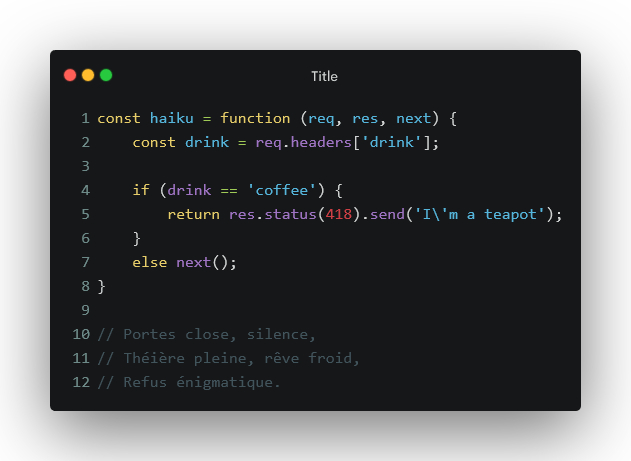 Title
1 const haiku = function (req, res, next) {
2     const drink = req.headers['drink'];
3
4     if (drink == 'coffee') {
5         return res.status(418).send('I\'m a teapot');
6     }
7     else next();
8 }
9
10 // Portes close, silence,
11 // Théière pleine, rêve froid,
12 // Refus énigmatique.